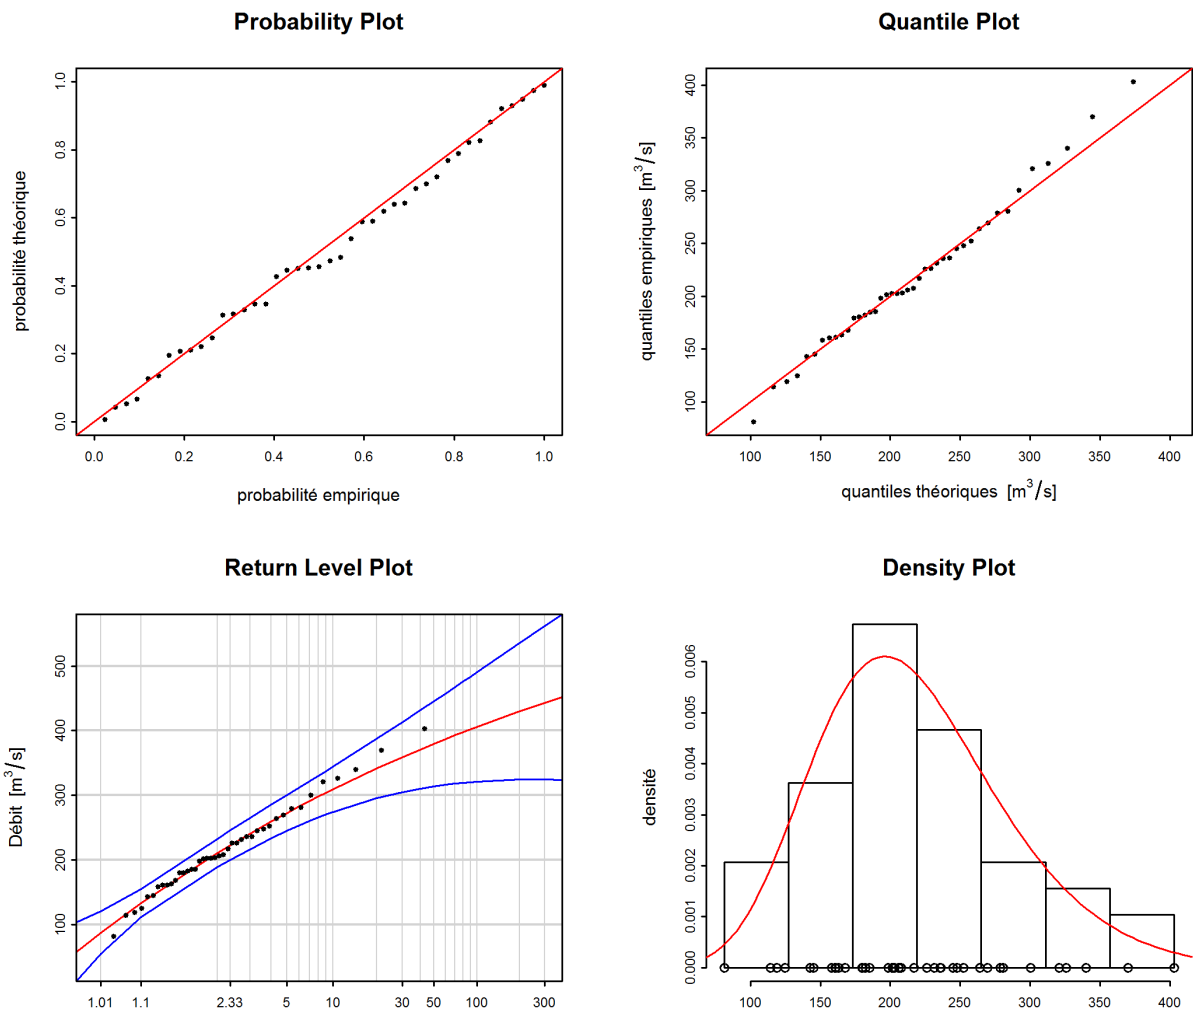 Probability Plot
probabilité théorique
0.0 0.2 0.4 0.6 0.8 1.0
0.0 0.2 0.4 0.6 0.8 1.0
probabilité empirique
Quantile Plot
quantiles empiriques [m³/s]
100 150 200 250 300 350 400
100 150 200 250 300 350 400
quantiles théoriques [m³/s]
Return Level Plot
Débit [m³/s]
100 200 300 400 500
1.01 1.1 2.33 5 10 30 50 100 300
Density Plot
densité
0.000 0.001 0.002 0.003 0.004 0.005 0.006
100 150 200 250 300 350 400